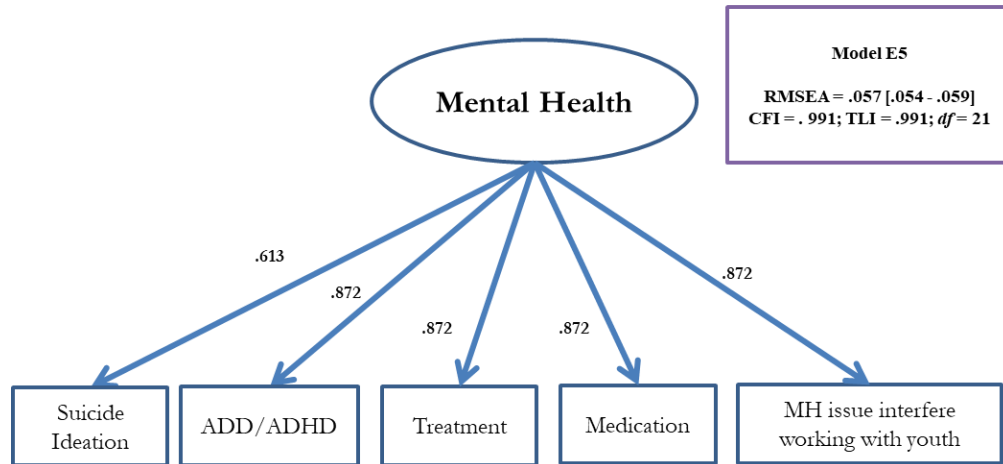 Model E5
RMSEA = .057 [.054 - .059]
CFI = . 991; TLI = .991; df = 21
Mental Health
.613
.872
.872
.872
.872
Suicide
Ideation
ADD/ADHD
Treatment
Medication
MH issue interfere
working with youth